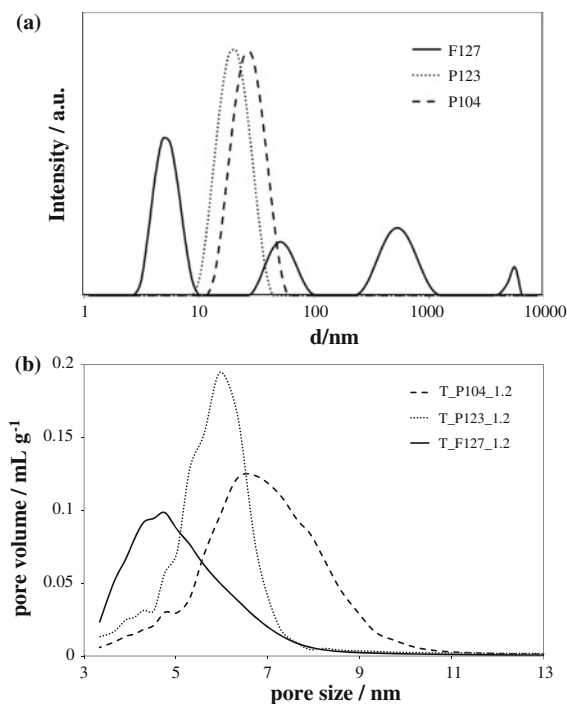 (a)
F127
P123
P104
Intensity / a.u.
1 10 100 1000 10000
d/nm
(b)
0.2
0.15
0.1
0.05
0
T_P104_1.2
T_P123_1.2
T_F127_1.2
pore volume / mL g⁻¹
3 5 7 9 11 13
pore size / nm